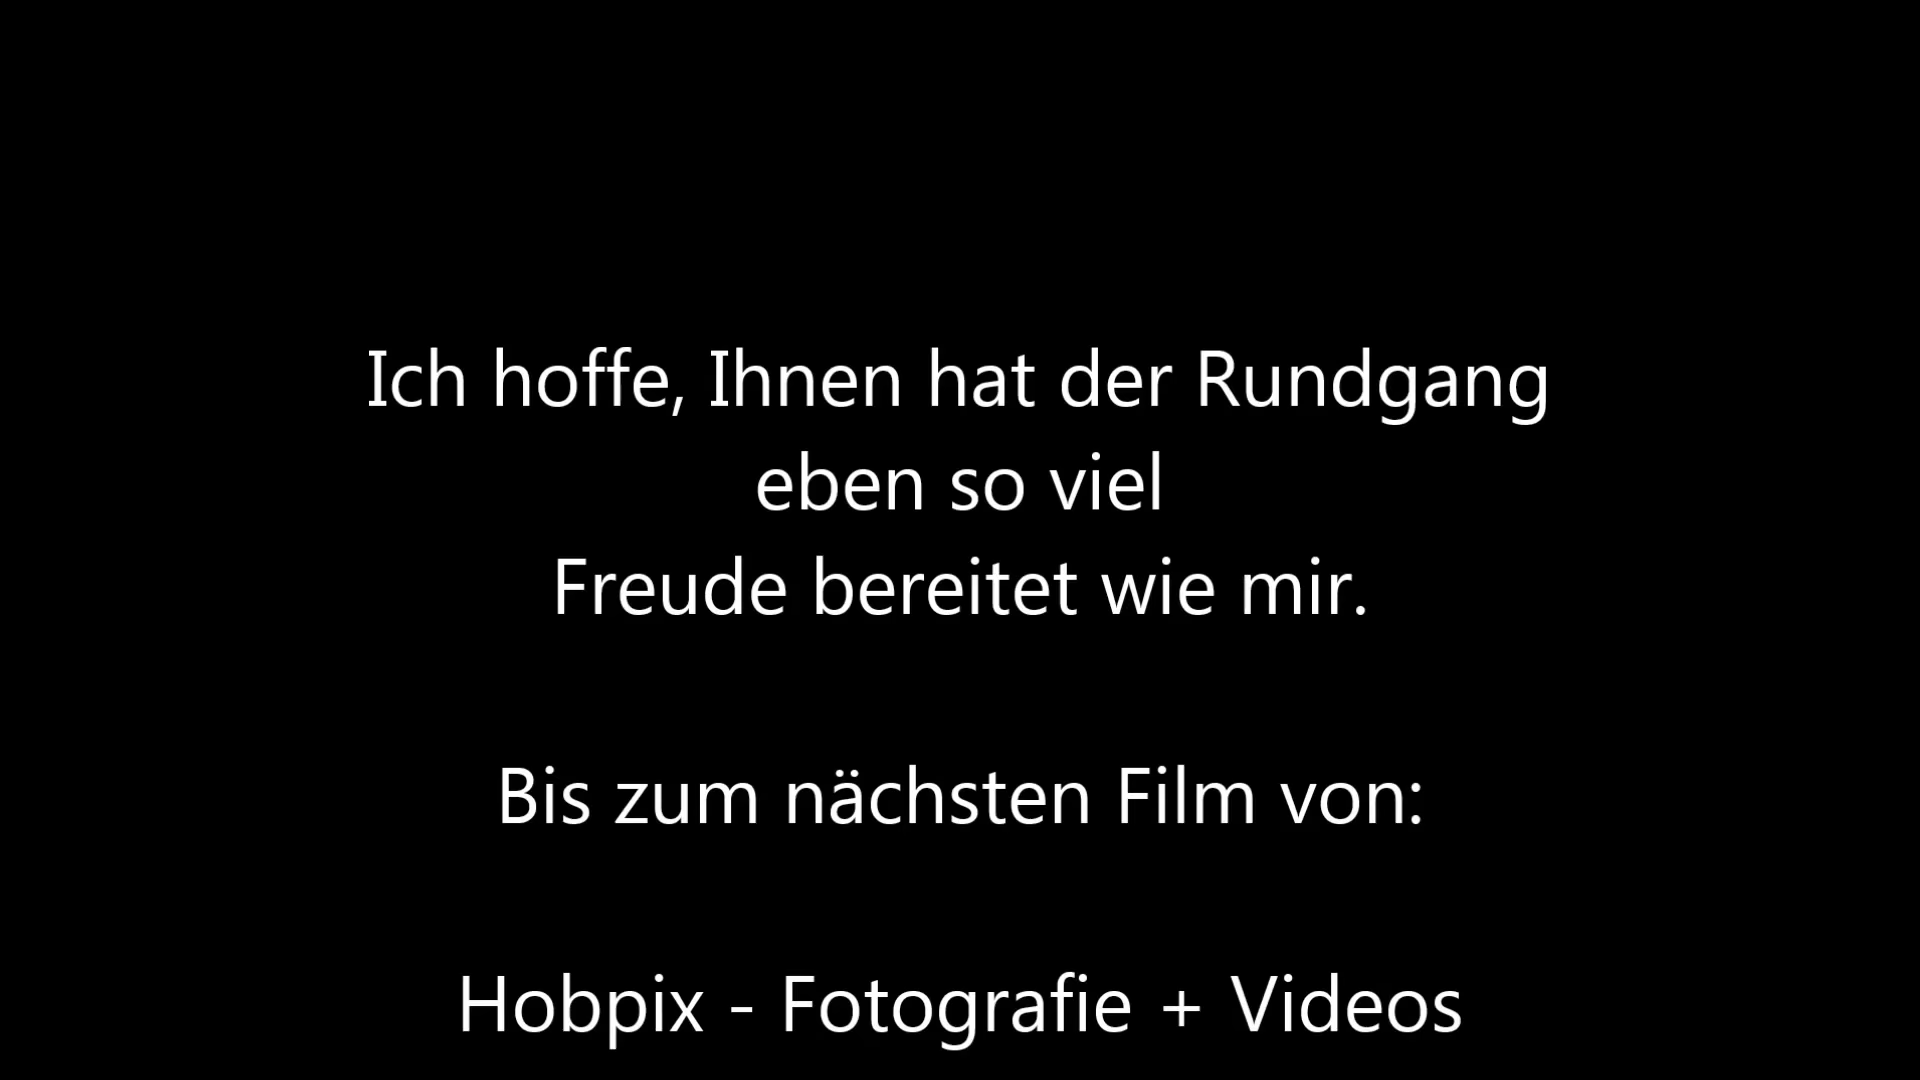 Ich hoffe, Ihnen hat der Rundgang
eben so viel
Freude bereitet wie mir.
Bis zum nächsten Film von:
Hobpix - Fotografie + Videos